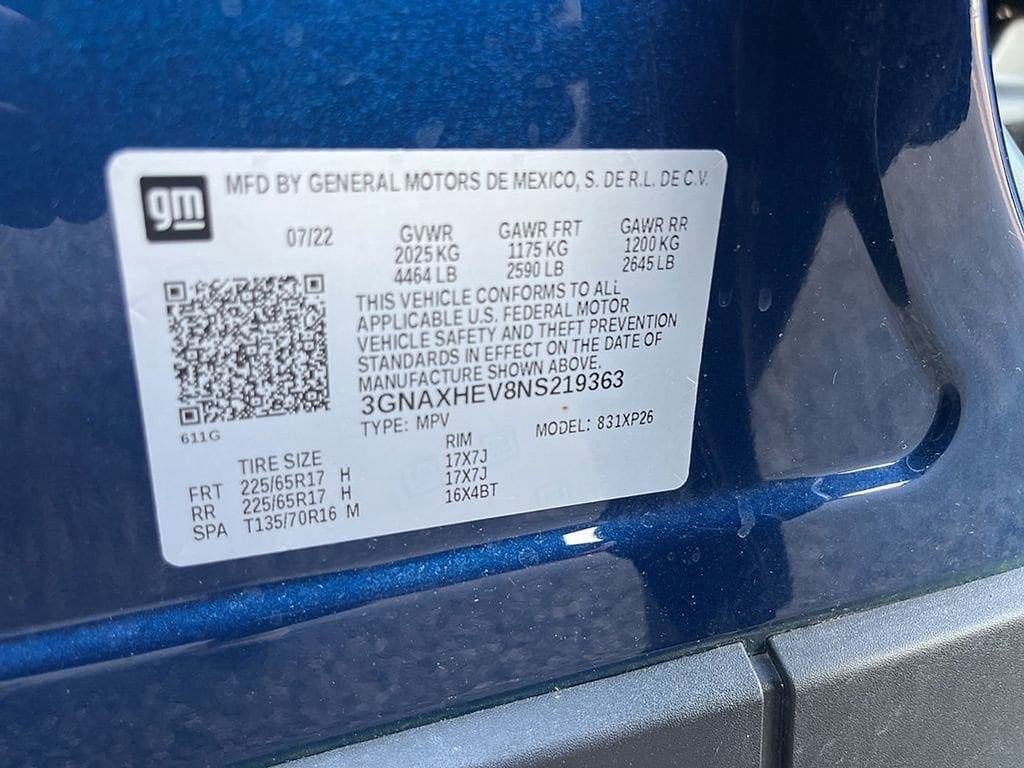 gm
MFD BY GENERAL MOTORS DE MEXICO, S. DE R.L. DE C.V.
07/22 GVWR GAWR FRT GAWR RR
2025 KG 1175 KG 1200 KG
4464 LB 2590 LB 2645 LB
THIS VEHICLE CONFORMS TO ALL
APPLICABLE U.S. FEDERAL MOTOR
VEHICLE SAFETY AND THEFT PREVENTION
STANDARDS IN EFFECT ON THE DATE OF
MANUFACTURE SHOWN ABOVE.
3GNAXHEV8NS219363
TYPE: MPV MODEL: 831XP26
611G
TIRE SIZE RIM
FRT 225/65R17 H 17X7J
RR 225/65R17 H 17X7J
SPA T135/70R16 M 16X4BT